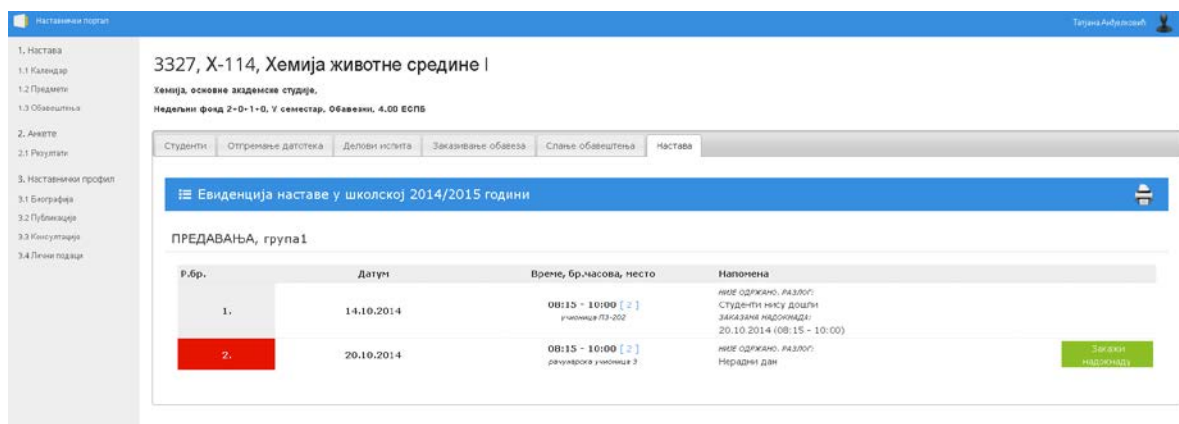 Наставнички портал
Татјана Анђелковић
1. Настава
1.1 Календар
1.2 Предмети
1.3 Обавештења
2. Анкете
2.1 Резултати
3. Наставнички профил
3.1 Биографија
3.2 Публикације
3.3 Консултације
3.4 Лични подаци
3327, Х-114, Хемија животне средине I
Хемија, основне академске студије,
Недељни фонд 2+0+1+0, V семестар, Обавезни, 4.00 ЕСПБ
Студенти Отпремање датотека Делови испита Заказивање обавеза Слање обавештења Настава
Евиденција наставе у школској 2014/2015 години
ПРЕДАВАЊА, група1
Р.бр. Датум Време, бр.часова, место Напомена
1. 14.10.2014 08:15 - 10:00 [ 2 ]
учионица ПЗ-202
НИЈЕ ОДРЖАНО. РАЗЛОГ:
Студенти нису дошли
ЗАКАЗАНА НАДОКНАДА:
20.10.2014 (08:15 - 10:00)
2. 20.10.2014 08:15 - 10:00 [ 2 ]
рачунарска учионица 3
НИЈЕ ОДРЖАНО. РАЗЛОГ:
Нерадни дан
Закажи
надокнаду